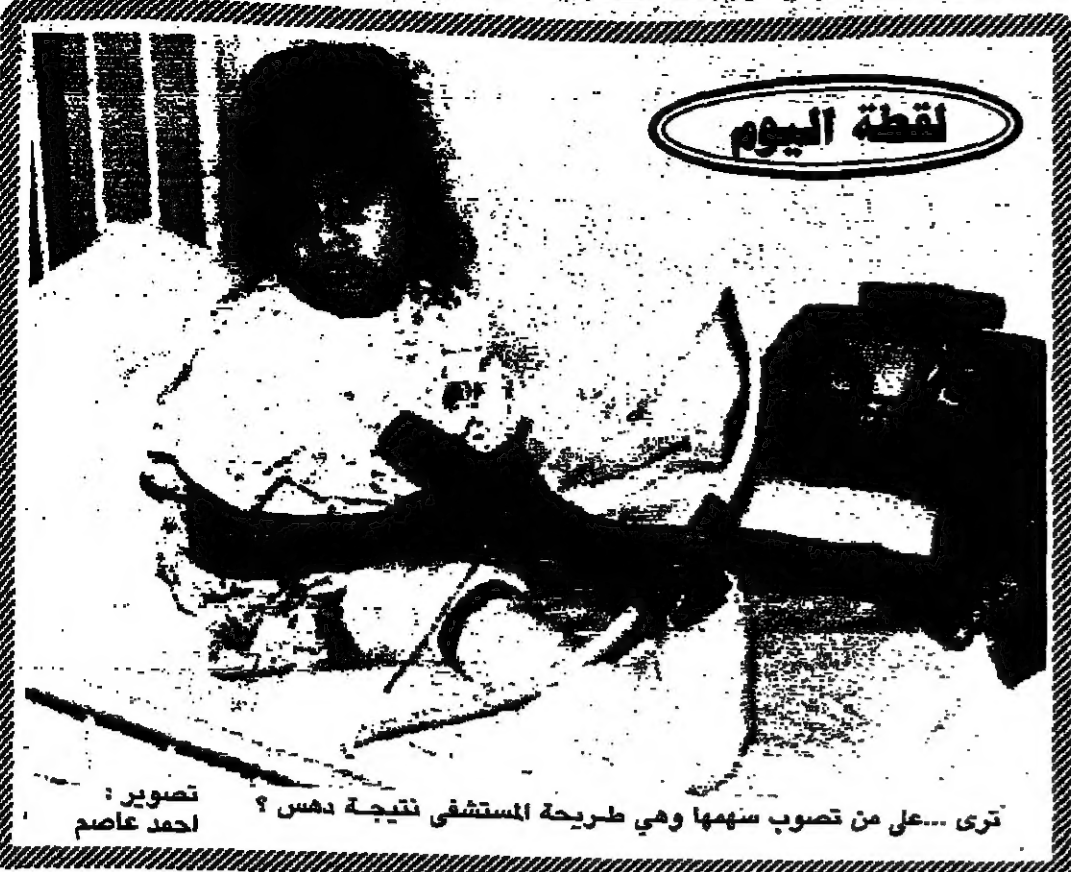 لقطة اليوم
ترى ...على من تصوب سهمها وهي طريحة المستشفى نتيجة دهس ؟
تصوير :
احمد عاصم